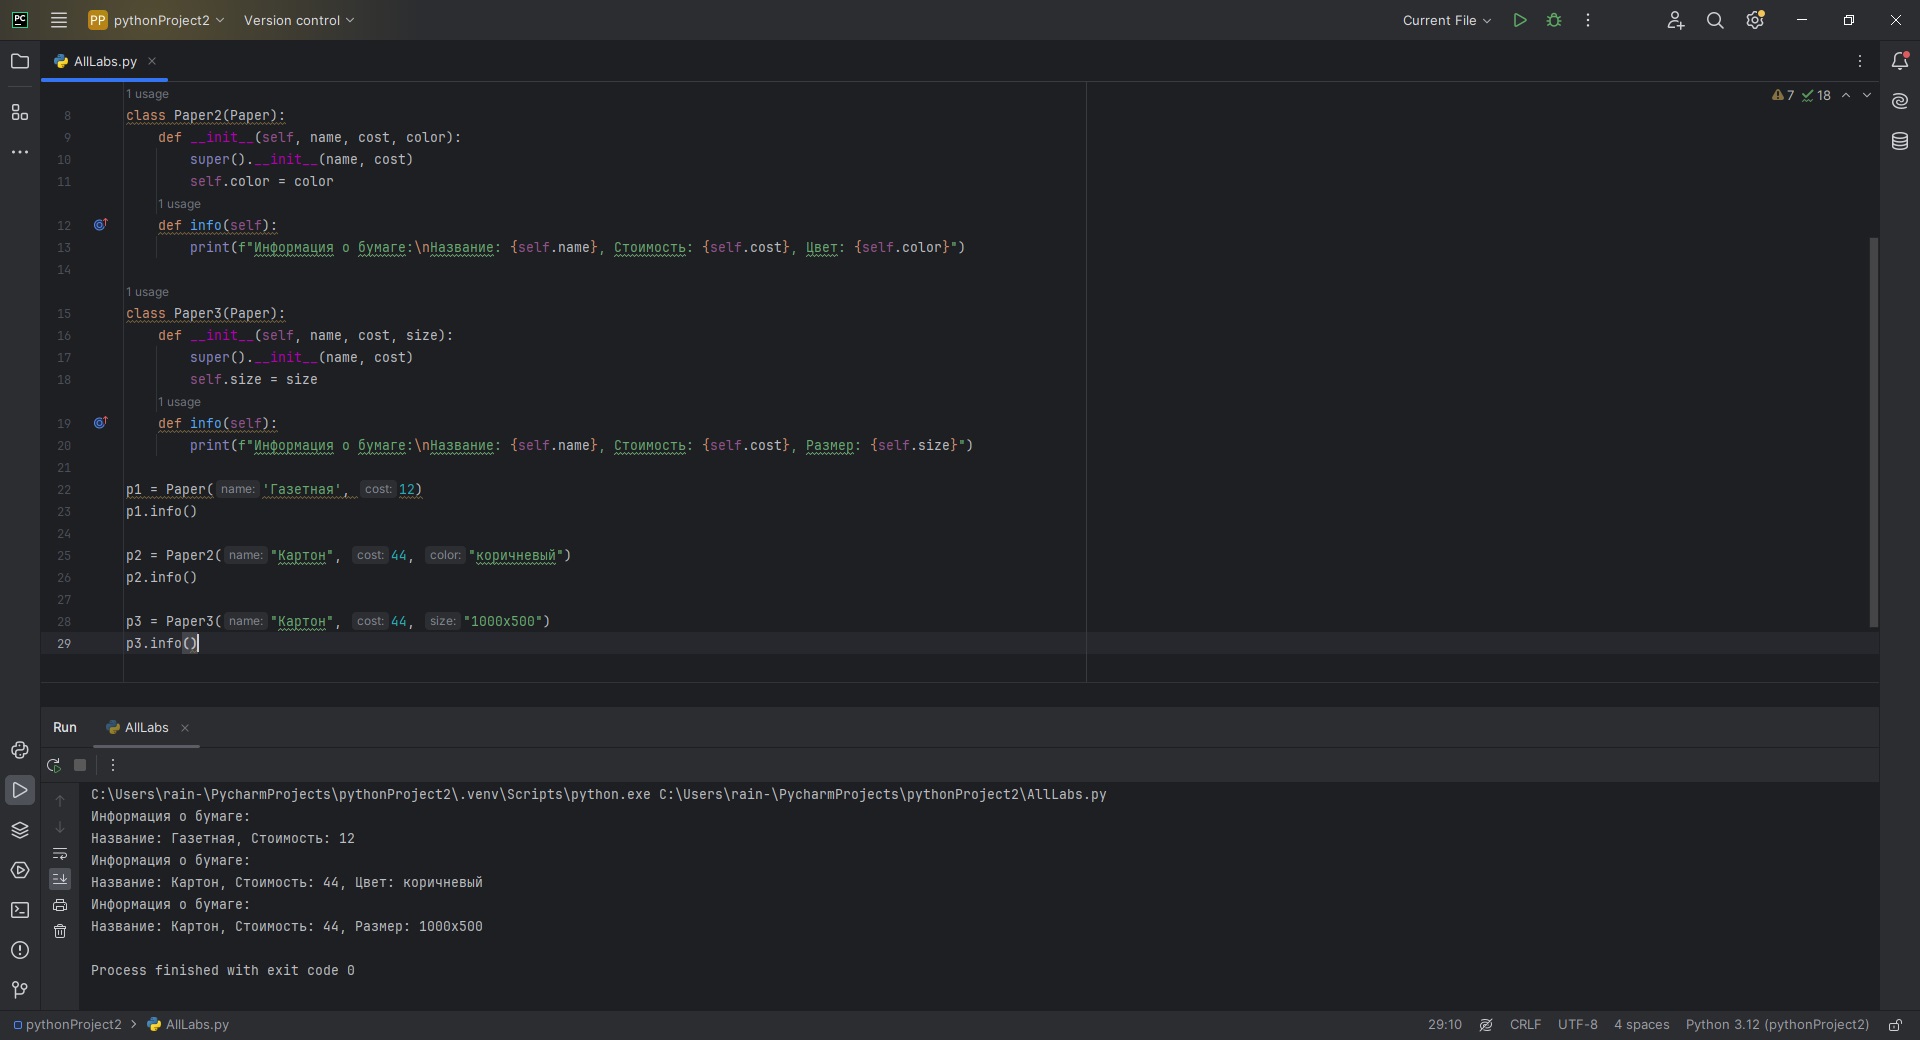 PC PP pythonProject2 Version control Current File
AllLabs.py
1 usage 7 18
8 class Paper2(Paper):
9 def __init__(self, name, cost, color):
10 super().__init__(name, cost)
11 self.color = color
1 usage
12 def info(self):
13 print(f"Информация о бумаге:\nНазвание: {self.name}, Стоимость: {self.cost}, Цвет: {self.color}")
14
1 usage
15 class Paper3(Paper):
16 def __init__(self, name, cost, size):
17 super().__init__(name, cost)
18 self.size = size
1 usage
19 def info(self):
20 print(f"Информация о бумаге:\nНазвание: {self.name}, Стоимость: {self.cost}, Размер: {self.size}")
21
22 p1 = Paper( name: 'Газетная', cost: 12)
23 p1.info()
24
25 p2 = Paper2( name: "Картон", cost: 44, color: "коричневый")
26 p2.info()
27
28 p3 = Paper3( name: "Картон", cost: 44, size: "1000x500")
29 p3.info()
Run AllLabs
C:\Users\rain-\PycharmProjects\pythonProject2\.venv\Scripts\python.exe C:\Users\rain-\PycharmProjects\pythonProject2\AllLabs.py
Информация о бумаге:
Название: Газетная, Стоимость: 12
Информация о бумаге:
Название: Картон, Стоимость: 44, Цвет: коричневый
Информация о бумаге:
Название: Картон, Стоимость: 44, Размер: 1000x500
Process finished with exit code 0
pythonProject2 > AllLabs.py 29:10 CRLF UTF-8 4 spaces Python 3.12 (pythonProject2)